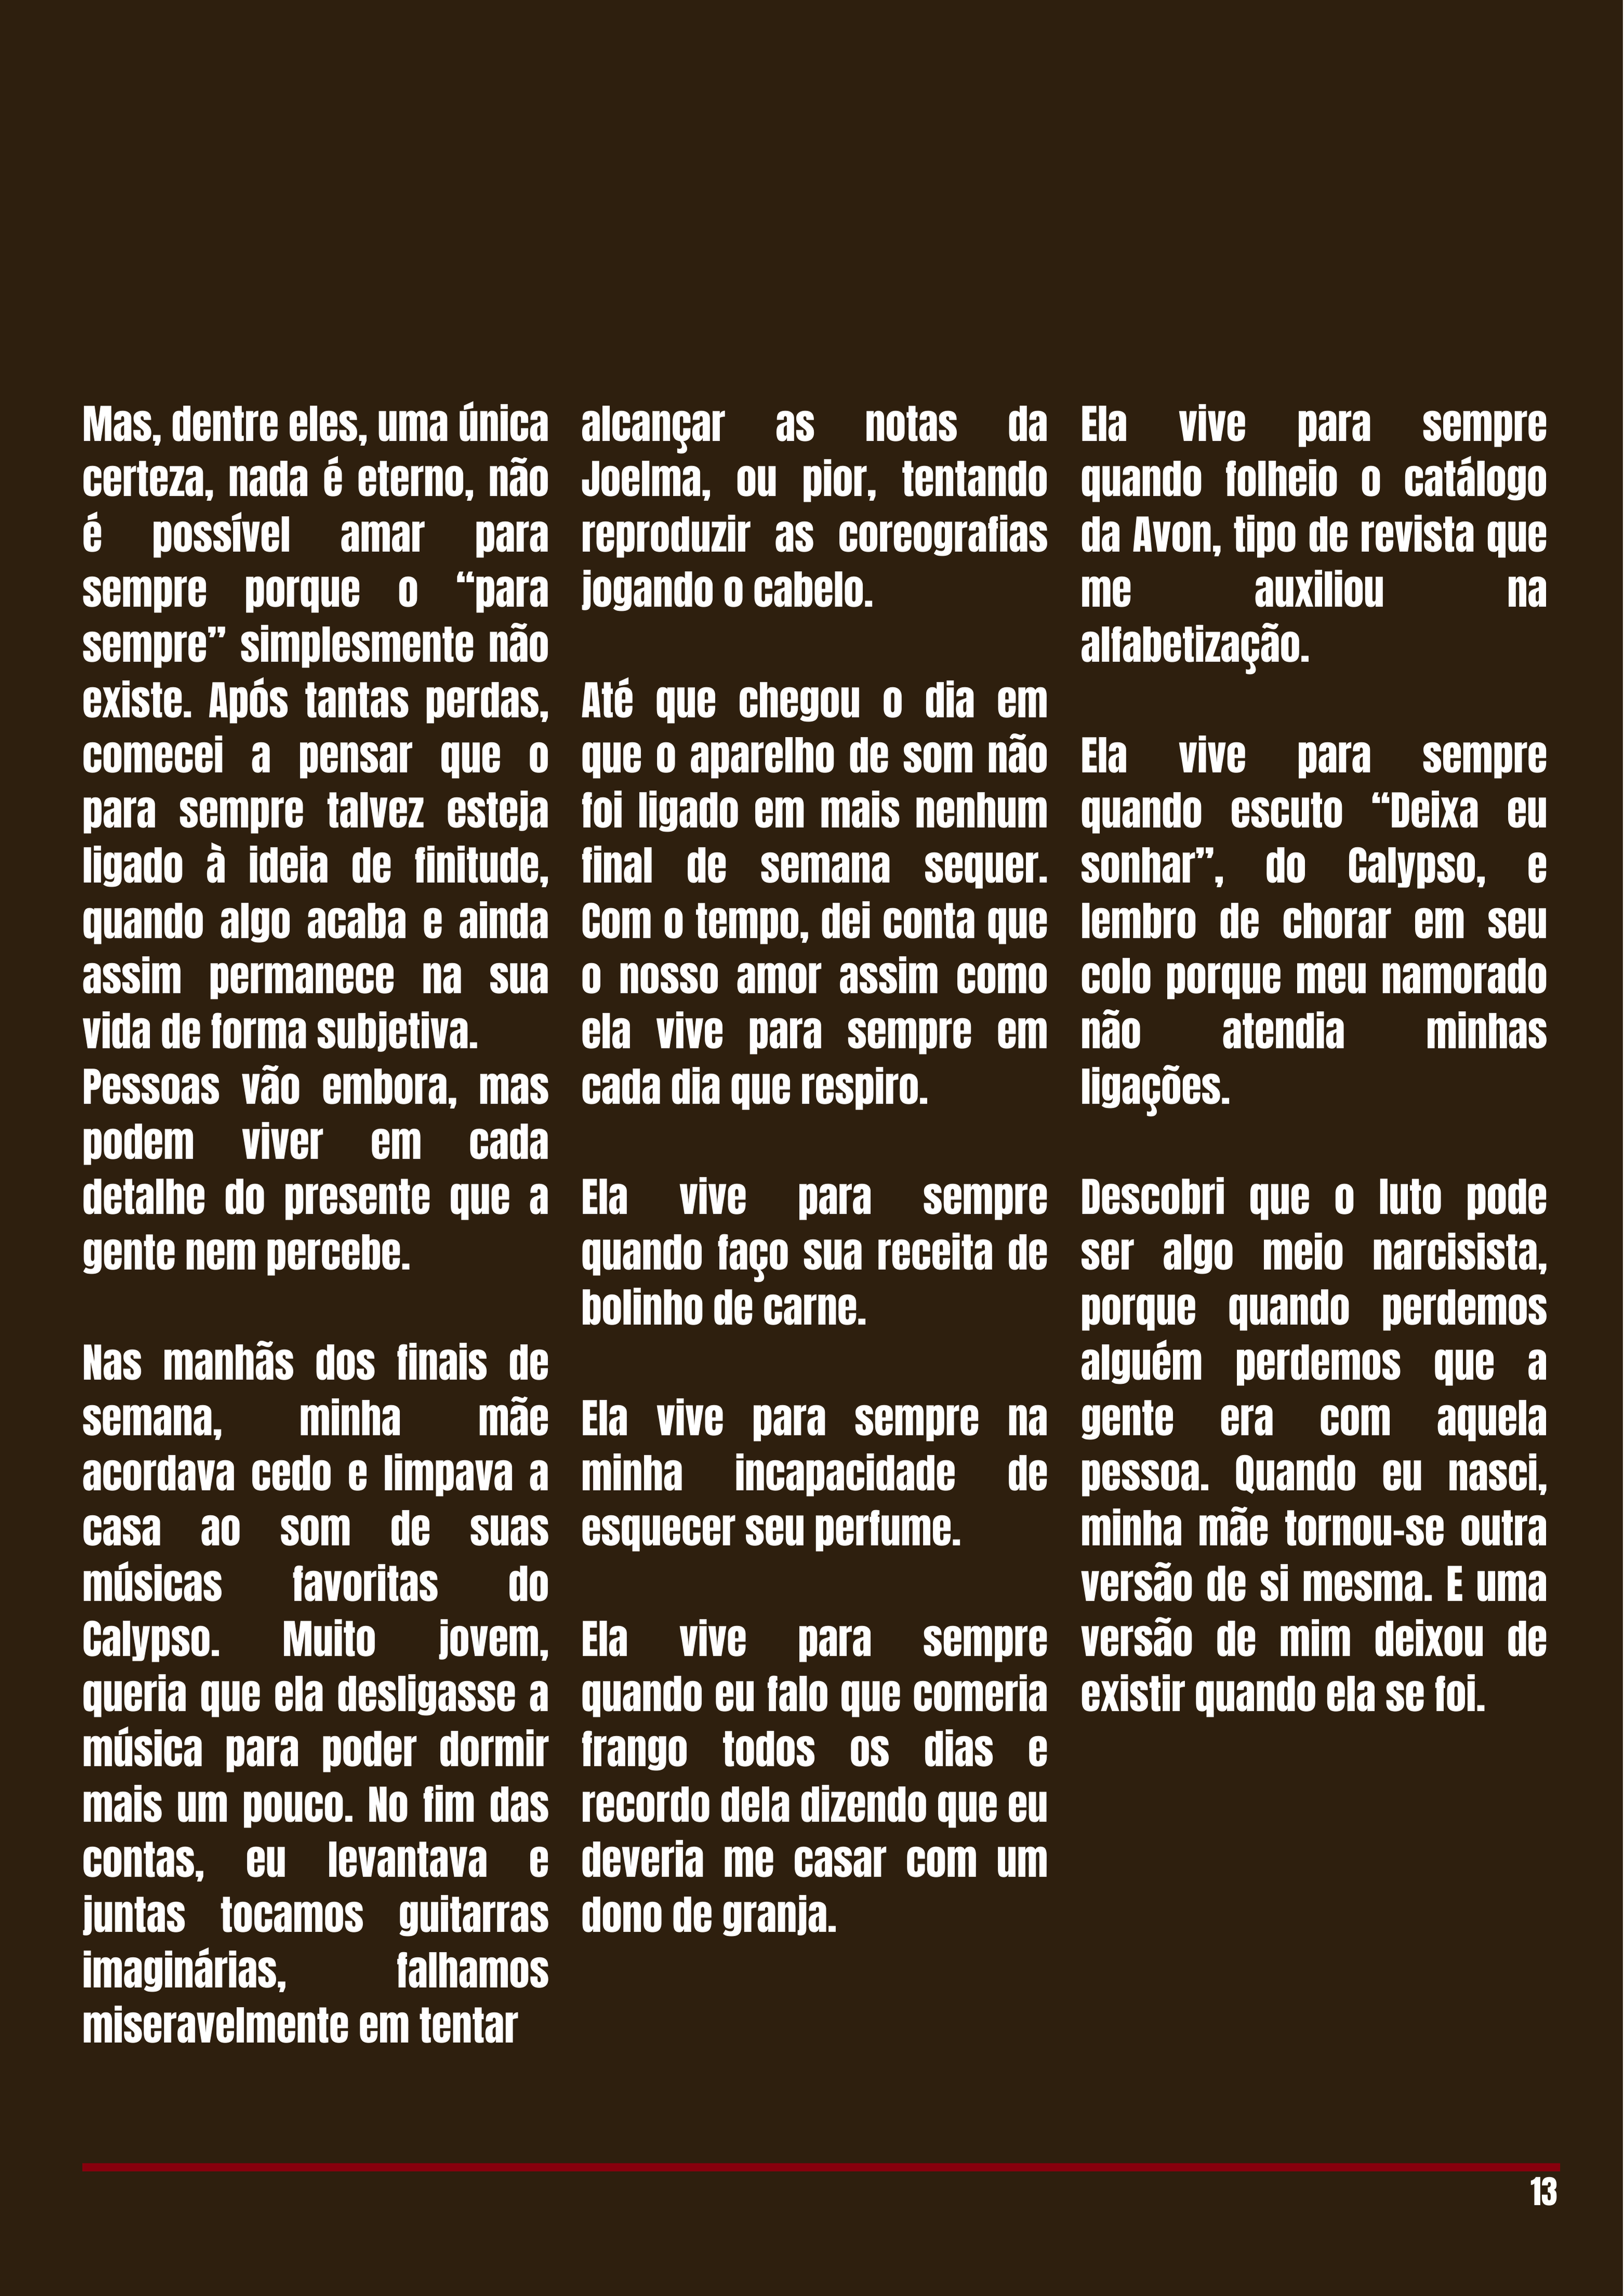 Mas, dentre eles, uma única
certeza, nada é eterno, não
é possível amar para
sempre porque o “para
sempre” simplesmente não
existe. Após tantas perdas,
comecei a pensar que o
para sempre talvez esteja
ligado à ideia de finitude,
quando algo acaba e ainda
assim permanece na sua
vida de forma subjetiva.
Pessoas vão embora, mas
podem viver em cada
detalhe do presente que a
gente nem percebe.
Nas manhãs dos finais de
semana, minha mãe
acordava cedo e limpava a
casa ao som de suas
músicas favoritas do
Calypso. Muito jovem,
queria que ela desligasse a
música para poder dormir
mais um pouco. No fim das
contas, eu levantava e
juntas tocamos guitarras
imaginárias, falhamos
miseravelmente em tentar
alcançar as notas da
Joelma, ou pior, tentando
reproduzir as coreografias
jogando o cabelo.
Até que chegou o dia em
que o aparelho de som não
foi ligado em mais nenhum
final de semana sequer.
Com o tempo, dei conta que
o nosso amor assim como
ela vive para sempre em
cada dia que respiro.
Ela vive para sempre
quando faço sua receita de
bolinho de carne.
Ela vive para sempre na
minha incapacidade de
esquecer seu perfume.
Ela vive para sempre
quando eu falo que comeria
frango todos os dias e
recordo dela dizendo que eu
deveria me casar com um
dono de granja.
Ela vive para sempre
quando folheio o catálogo
da Avon, tipo de revista que
me auxiliou na
alfabetização.
Ela vive para sempre
quando escuto “Deixa eu
sonhar”, do Calypso, e
lembro de chorar em seu
colo porque meu namorado
não atendia minhas
ligações.
Descobri que o luto pode
ser algo meio narcisista,
porque quando perdemos
alguém perdemos que a
gente era com aquela
pessoa. Quando eu nasci,
minha mãe tornou-se outra
versão de si mesma. E uma
versão de mim deixou de
existir quando ela se foi.
13